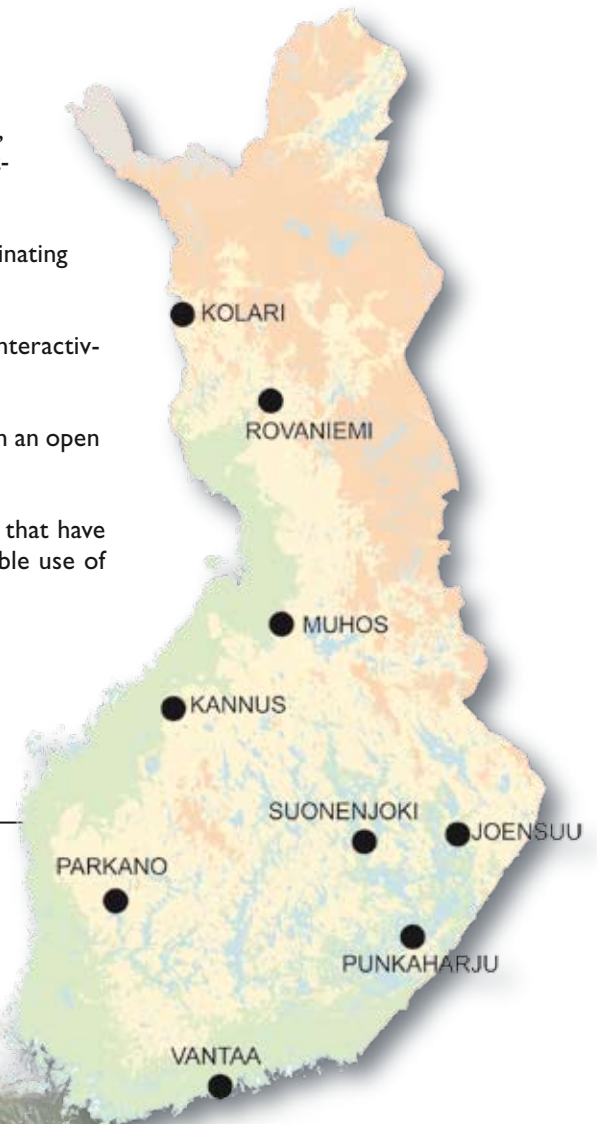 ,
-
inating
nteractiv-
n an open
that have
ble use of
KOLARI
ROVANIEMI
MUHOS
KANNUS
SUONENJOKI
JOENSUU
PARKANO
PUNKAHARJU
VANTAA